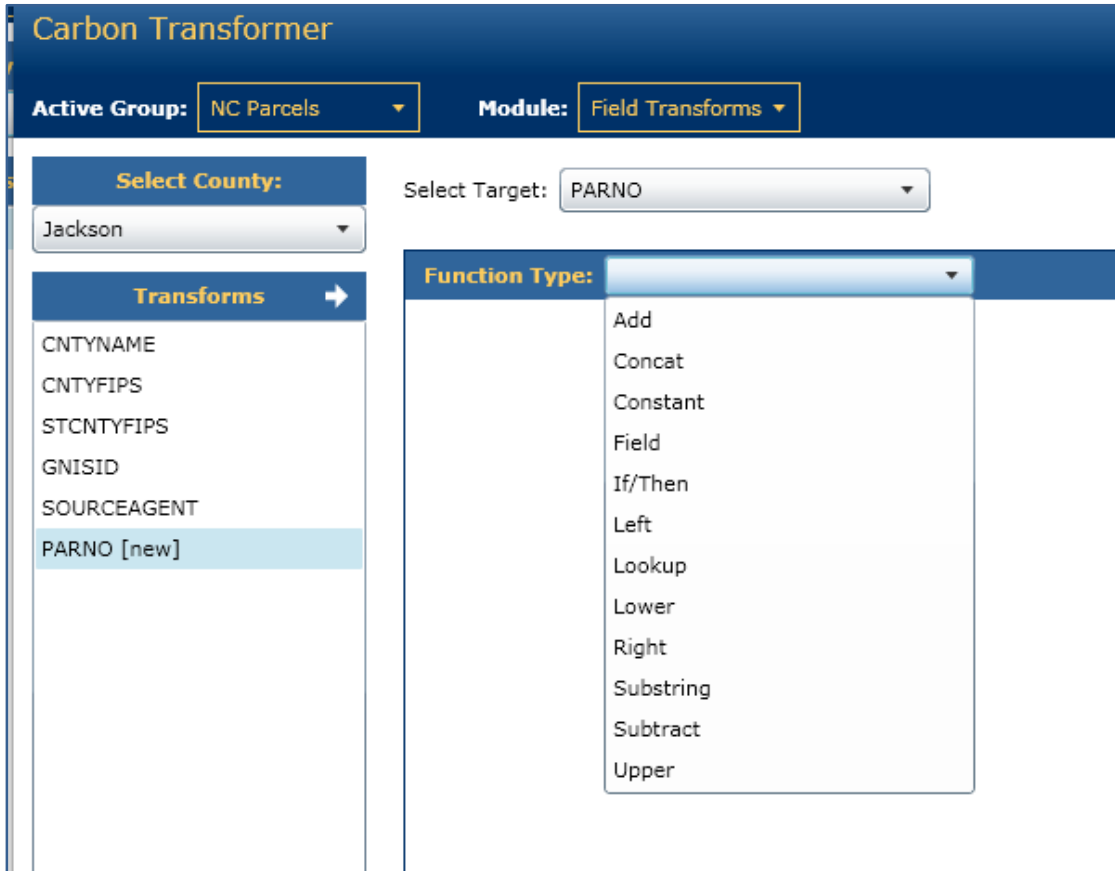 Carbon Transformer
Active Group: NC Parcels Module: Field Transforms
Select County:
Jackson
Transforms
CNTYNAME
CNTYFIPS
STCNTYFIPS
GNISID
SOURCEAGENT
PARNO [new]
Select Target: PARNO
Function Type:
Add
Concat
Constant
Field
If/Then
Left
Lookup
Lower
Right
Substring
Subtract
Upper